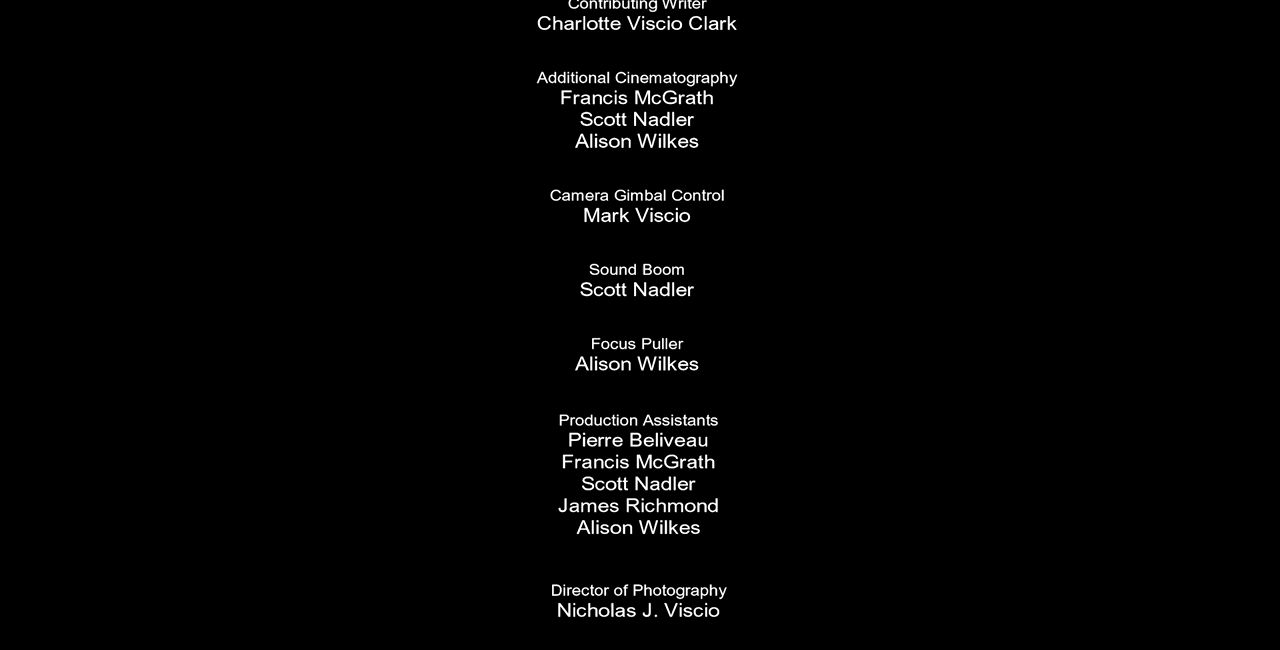 Contributing Writer
Charlotte Viscio Clark
Additional Cinematography
Francis McGrath
Scott Nadler
Alison Wilkes
Camera Gimbal Control
Mark Viscio
Sound Boom
Scott Nadler
Focus Puller
Alison Wilkes
Production Assistants
Pierre Beliveau
Francis McGrath
Scott Nadler
James Richmond
Alison Wilkes
Director of Photography
Nicholas J. Viscio